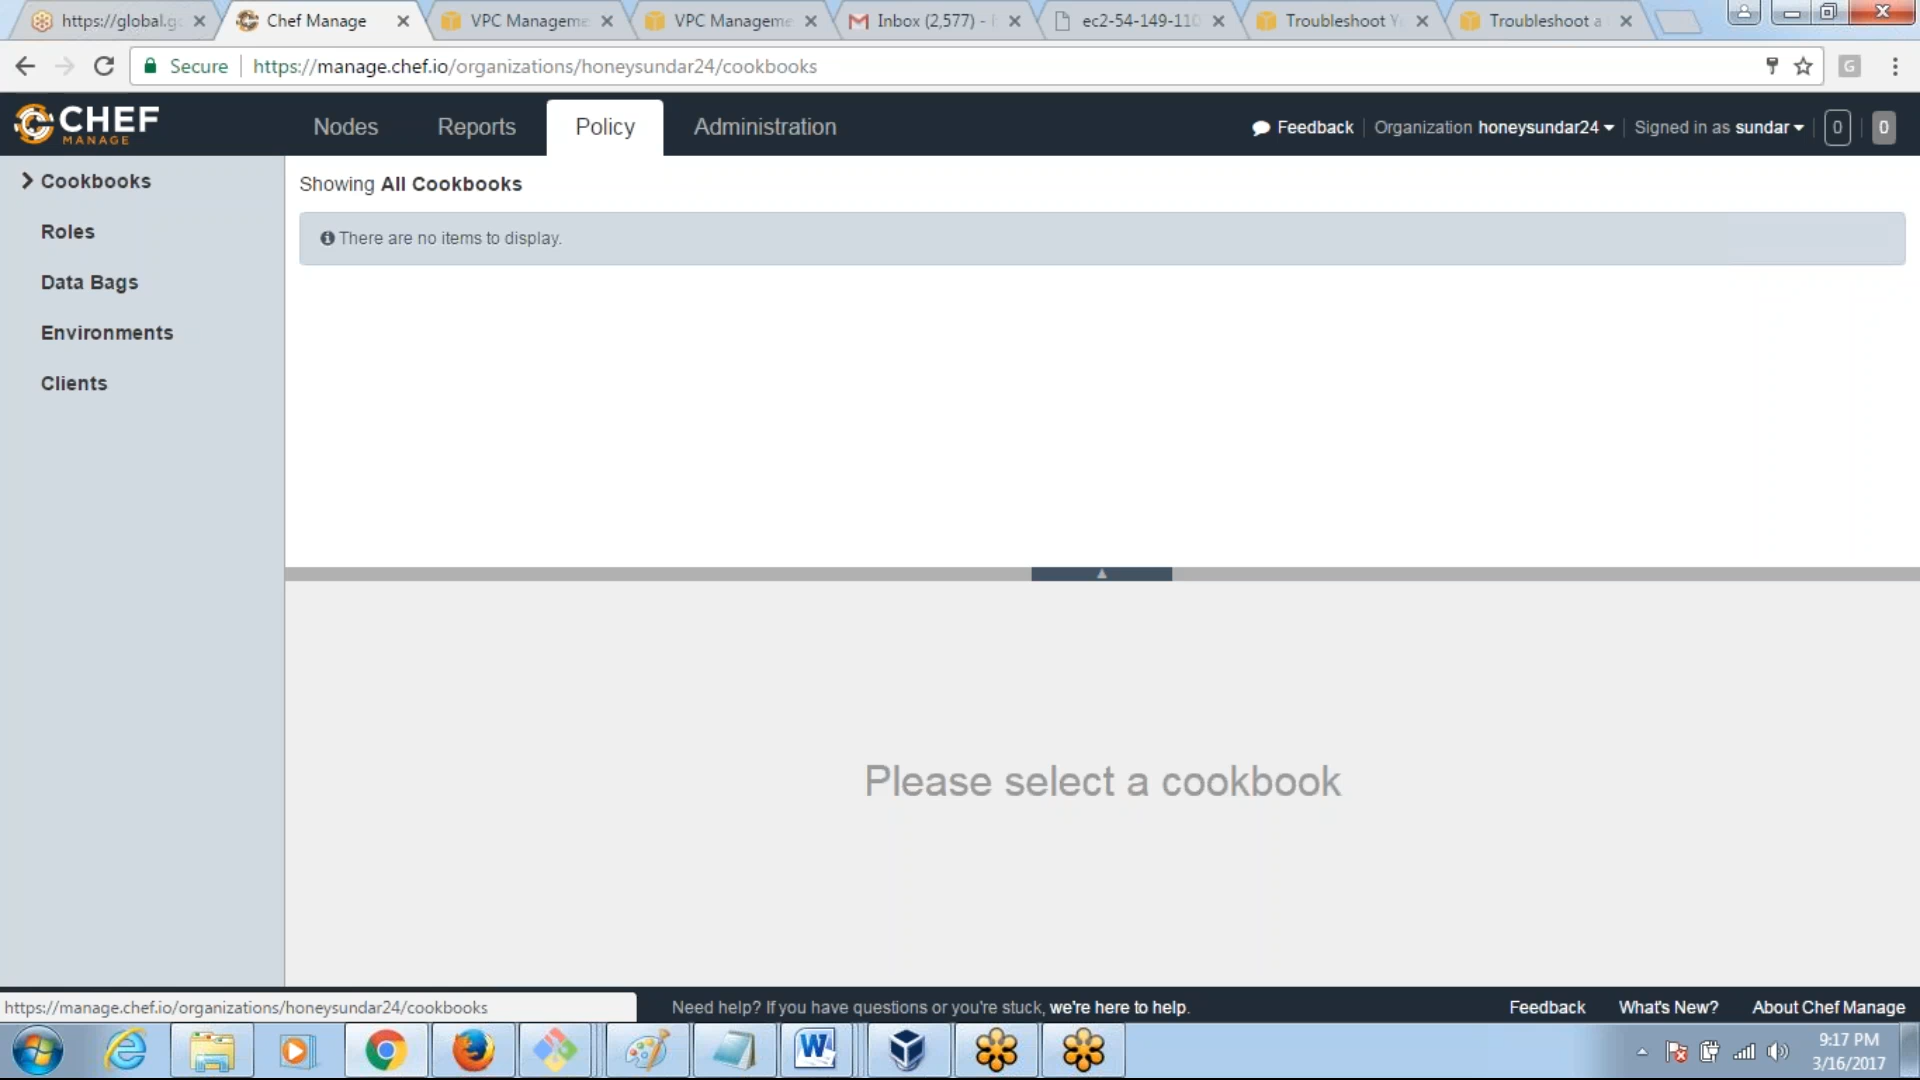 https://global.g
Chef Manage
VPC Manageme
VPC Manageme
Inbox (2,577) -
ec2-54-149-110
Troubleshoot Y
Troubleshoot a
Secure
https://manage.chef.io/organizations/honeysundar24/cookbooks
G
CHEF
MANAGE
Nodes
Reports
Policy
Administration
Feedback
Organization honeysundar24
Signed in as sundar
0
0
Cookbooks
Roles
Data Bags
Environments
Clients
Showing All Cookbooks
There are no items to display.
Please select a cookbook
https://manage.chef.io/organizations/honeysundar24/cookbooks
Need help? If you have questions or you're stuck, we're here to help.
Feedback
What's New?
About Chef Manage
9:17 PM
3/16/2017